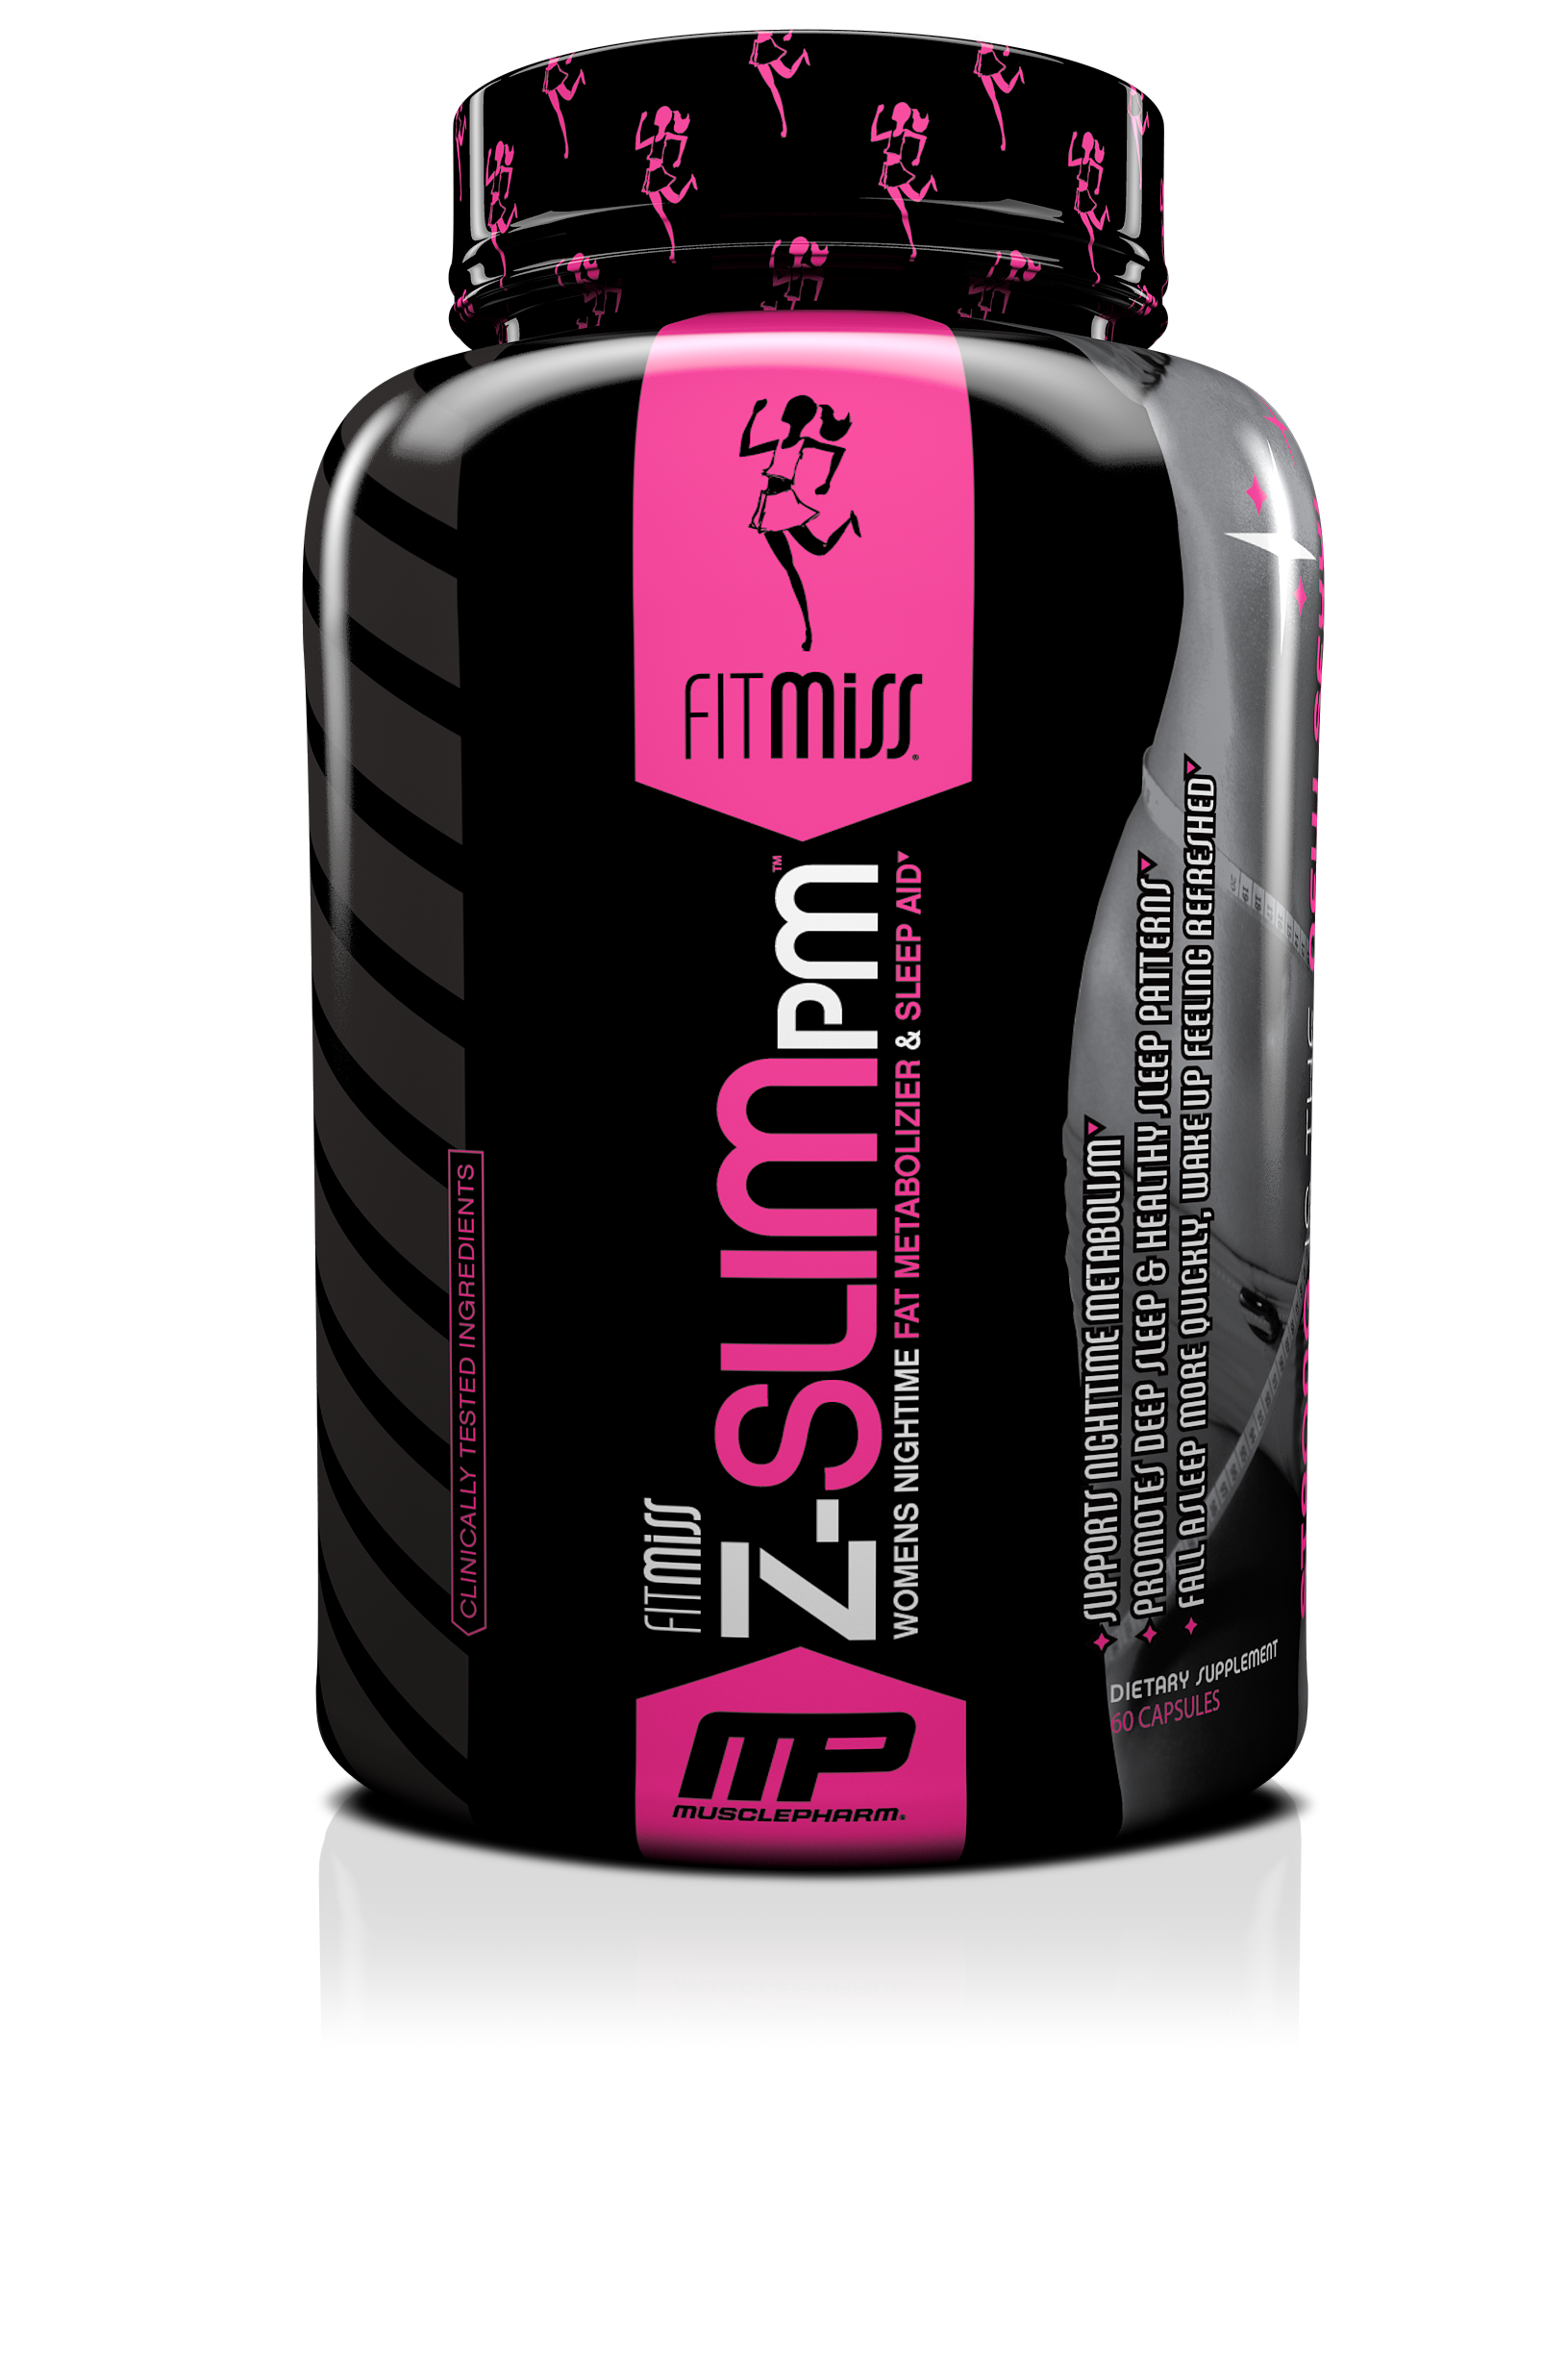 FITMISS®
FITMISS
Z-SLIMPM™
WOMENS NIGHTIME FAT METABOLIZIER & SLEEP AID▼
CLINICALLY TESTED INGREDIENTS
SUPPORTS NIGHTTIME METABOLISM▼
PROMOTES DEEP SLEEP & HEALTHY SLEEP PATTERNS▼
FALL ASLEEP MORE QUICKLY, WAKE UP FEELING REFRESHED▼
DIETARY SUPPLEMENT
60 CAPSULES
MP
MUSCLEPHARM®